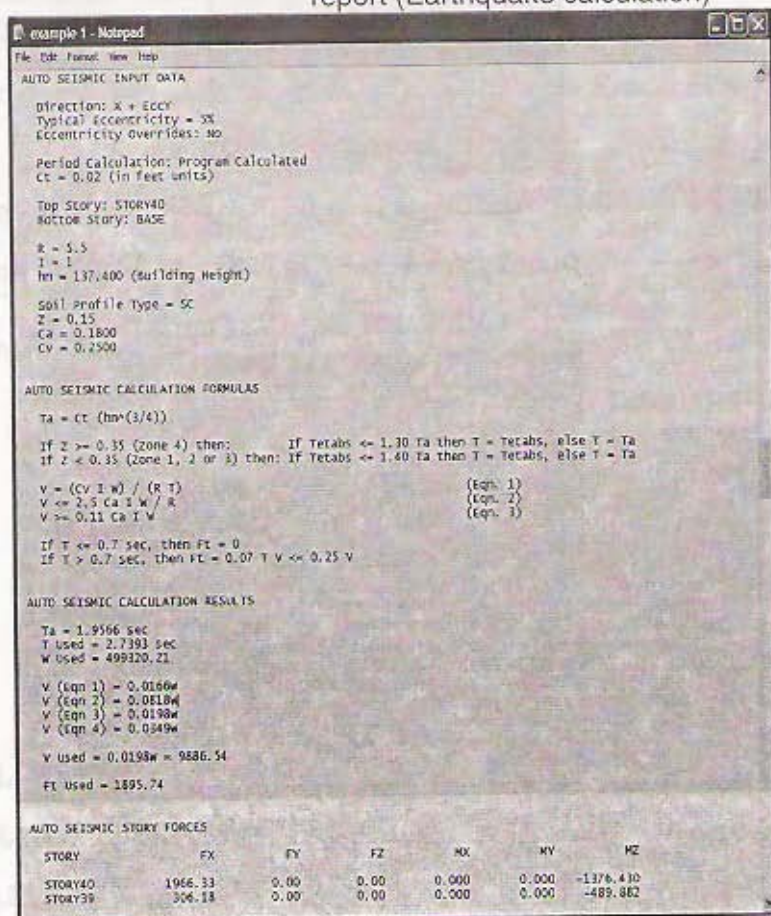 report (Earthquake calculation)
example 1 - Notepad
File Edit Format View Help
AUTO SEISMIC INPUT DATA
Direction: X + EccY
Typical Eccentricity = 5%
Eccentricity Overrides: NO
Period Calculation: Program Calculated
Ct = 0.02 (in feet units)
Top Story: STORY40
Bottom Story: BASE
R = 5.5
I = 1
hn = 137.400 (Building Height)
Soil Profile Type = SC
Z = 0.15
Ca = 0.1800
Cv = 0.2500
AUTO SEISMIC CALCULATION FORMULAS
Ta = Ct (hn^(3/4))
If Z >= 0.35 (Zone 4) then: If Tetabs <= 1.30 Ta then T = Tetabs, else T = Ta
If Z < 0.35 (Zone 1, 2 or 3) then: If Tetabs <= 1.40 Ta then T = Tetabs, else T = Ta
V = (Cv I W) / (R T) (Eqn. 1)
V <= 2.5 Ca I W / R (Eqn. 2)
V >= 0.11 Ca I W (Eqn. 3)
If T <= 0.7 sec, then Ft = 0
If T > 0.7 sec, then Ft = 0.07 T V <= 0.25 V
AUTO SEISMIC CALCULATION RESULTS
Ta = 1.9566 sec
T Used = 2.7393 sec
W Used = 499320.21
V (Eqn 1) = 0.0166W
V (Eqn 2) = 0.0818W
V (Eqn 3) = 0.0198W
V (Eqn 4) = 0.0349W
V Used = 0.0198W = 9886.54
Ft Used = 1895.74
AUTO SEISMIC STORY FORCES
STORY FX FY FZ MX MY MZ
STORY40 1966.33 0.00 0.00 0.000 0.000 -1376.430
STORY39 306.18 0.00 0.00 0.000 0.000 -489.882